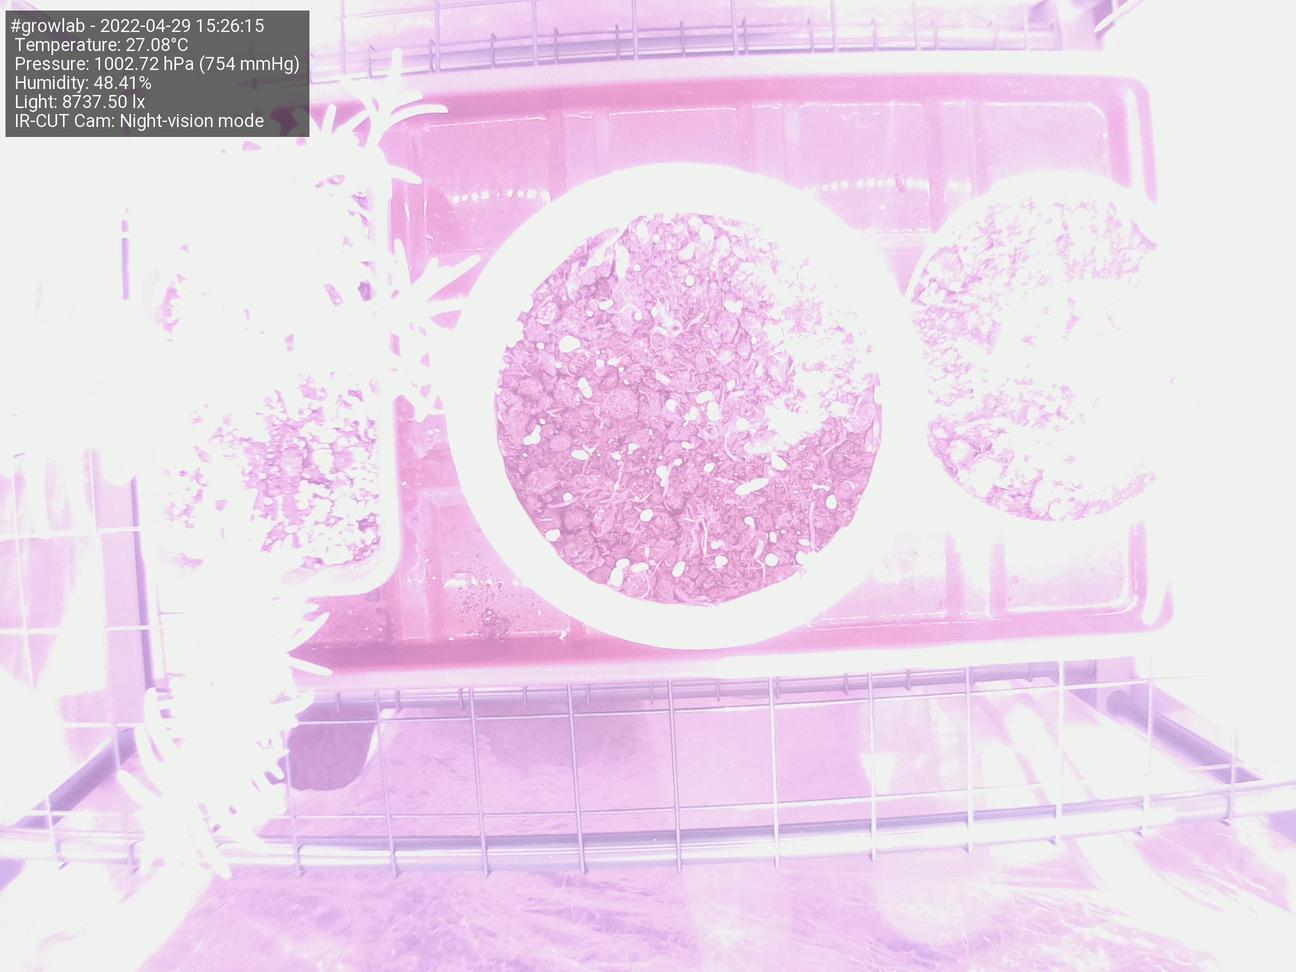 #growlab - 2022-04-29 15:26:15
Temperature: 27.08°C
Pressure: 1002.72 hPa (754 mmHg)
Humidity: 48.41%
Light: 8737.50 lx
IR-CUT Cam: Night-vision mode